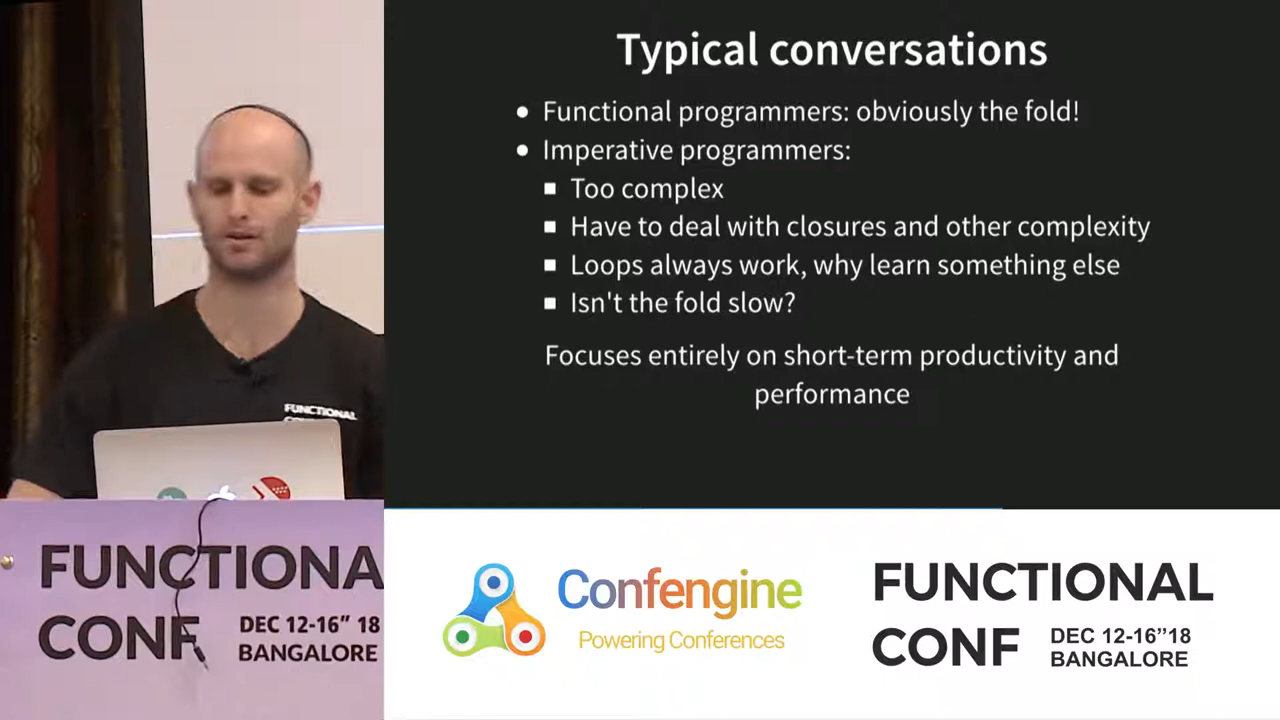 Typical conversations
Functional programmers: obviously the fold!
Imperative programmers:
Too complex
Have to deal with closures and other complexity
Loops always work, why learn something else
Isn't the fold slow?
Focuses entirely on short-term productivity and
performance
FUNCTIONAL
FUNCTIONA
CONF
DEC 12-16" 18
BANGALORE
Confengine
Powering Conferences
FUNCTIONAL
CONF
DEC 12-16"18
BANGALORE